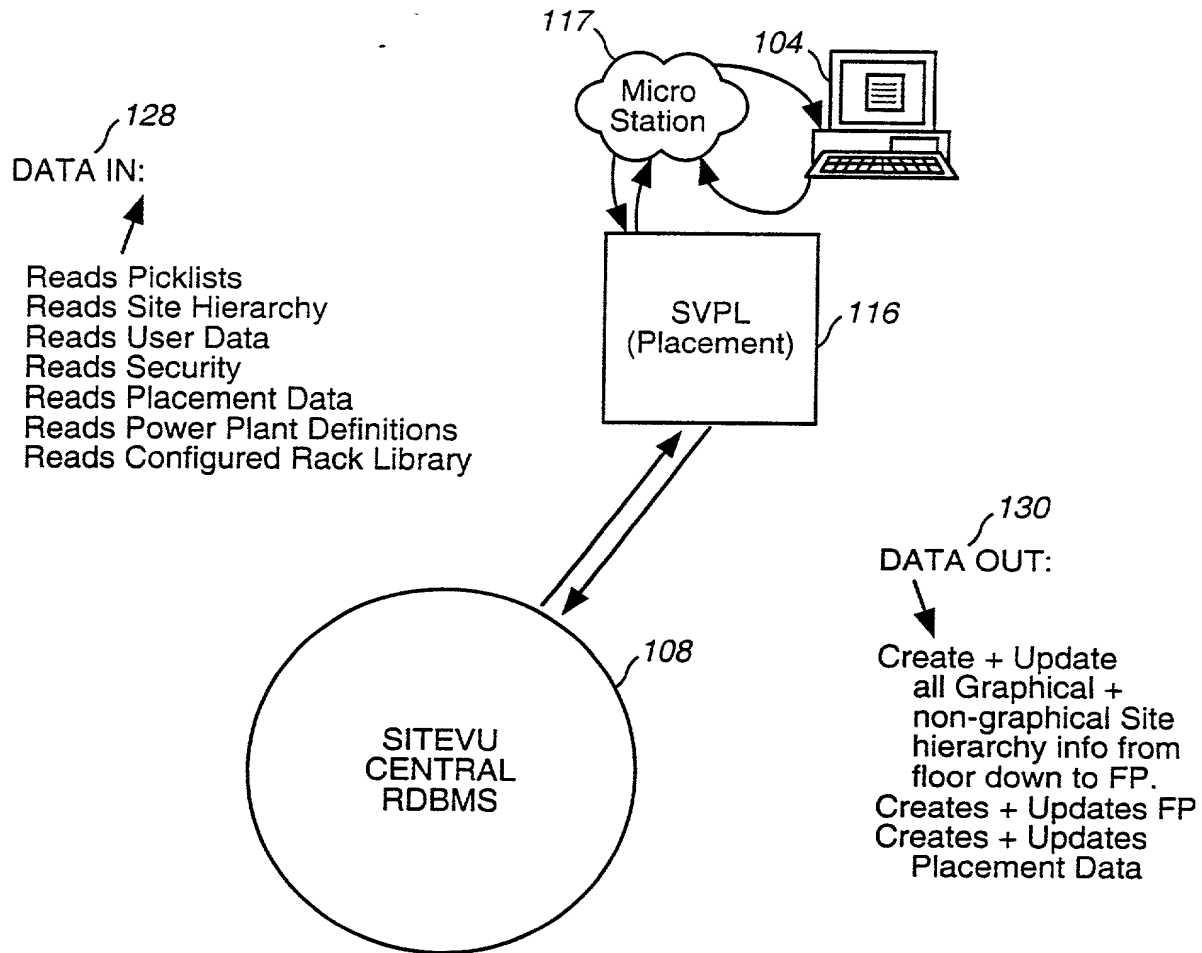 117
104
Micro
Station
128
DATA IN:
Reads Picklists
Reads Site Hierarchy
Reads User Data
Reads Security
Reads Placement Data
Reads Power Plant Definitions
Reads Configured Rack Library
SVPL
(Placement)
116
130
DATA OUT:
Create + Update
all Graphical +
non-graphical Site
hierarchy info from
floor down to FP.
Creates + Updates FP
Creates + Updates
Placement Data
108
SITEVU
CENTRAL
RDBMS